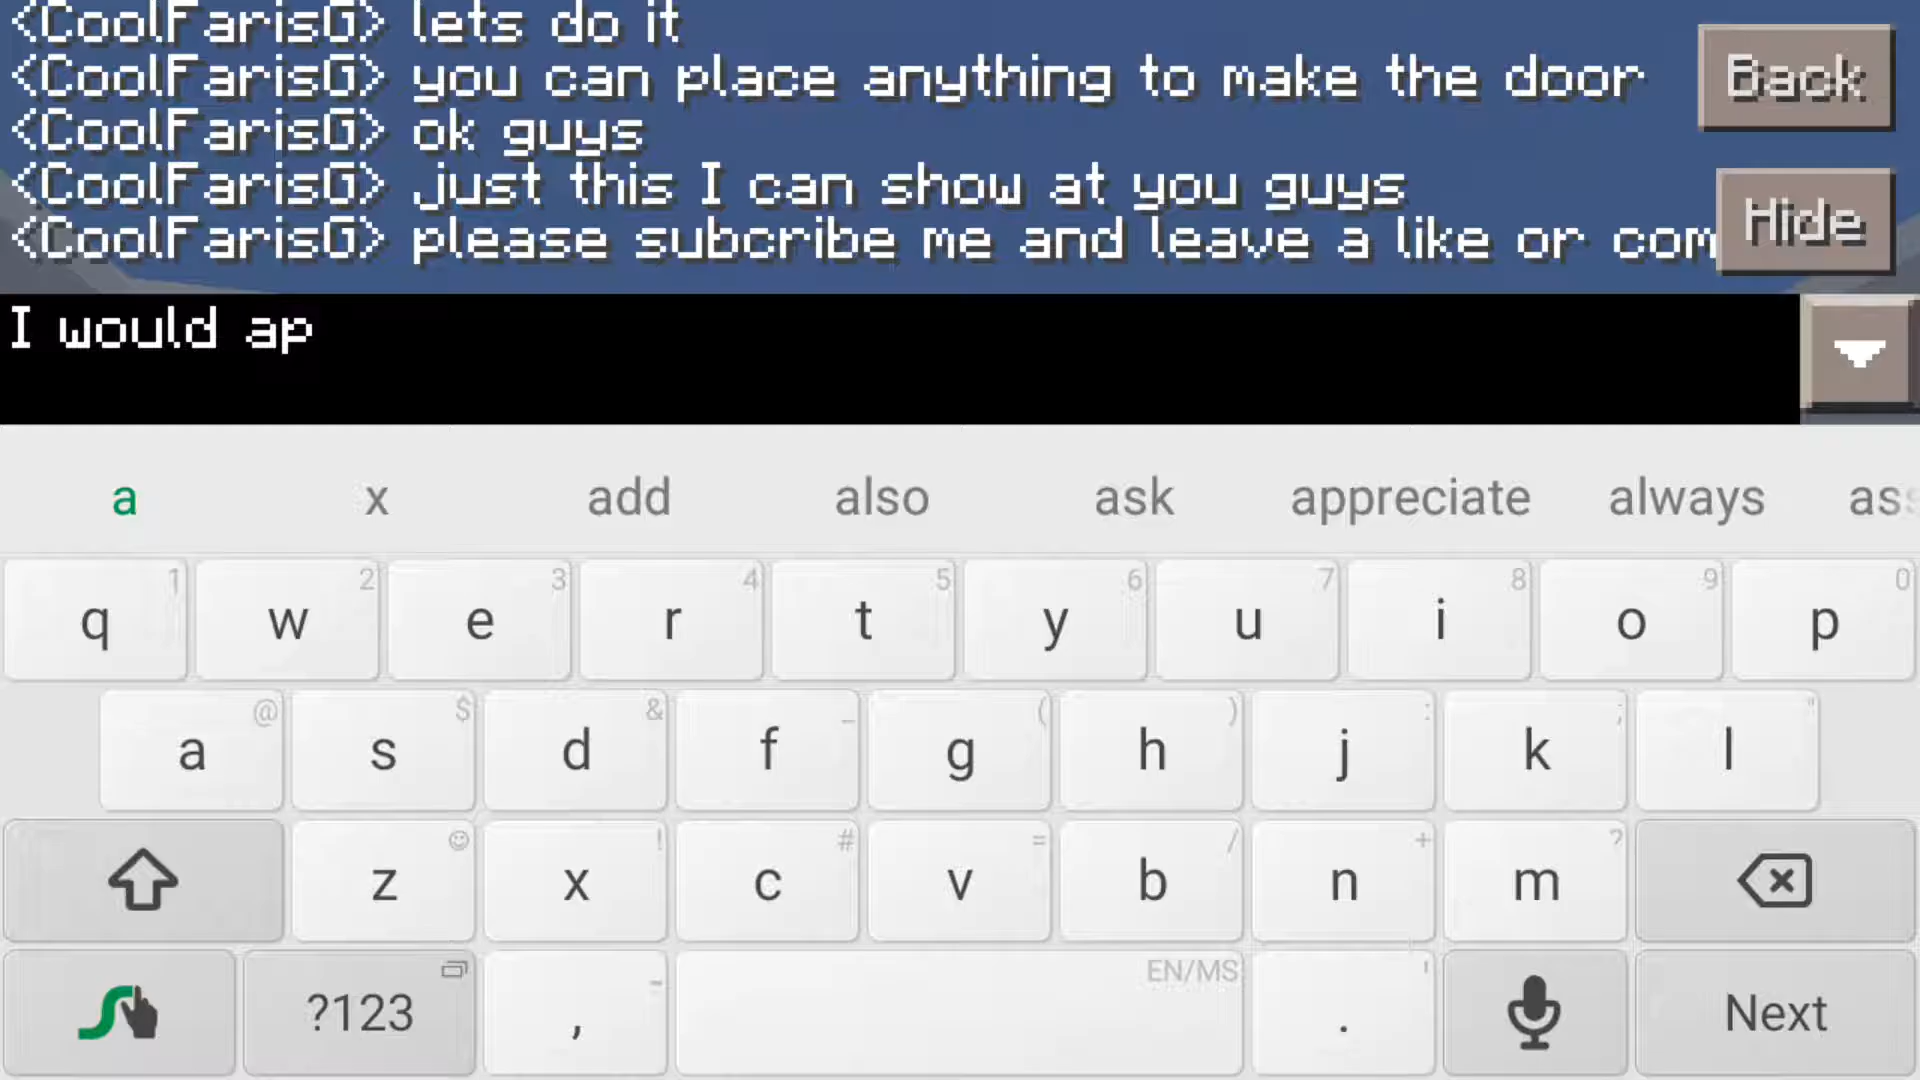 <CoolFarisG> lets do it
<CoolFarisG> you can place anything to make the door
Back
<CoolFarisG> ok guys
<CoolFarisG> just this I can show at you guys
Hide
<CoolFarisG> please subcribe me and leave a like or com
I would ap
a x add also ask appreciate always ass
1 2 3 4 5 6 7 8 9 0
q w e r t y u i o p
@ $ & _ ( ) : ; "
a s d f g h j k l
! # = / + ?
z x c v b n m
EN/MS
?123 , . Next